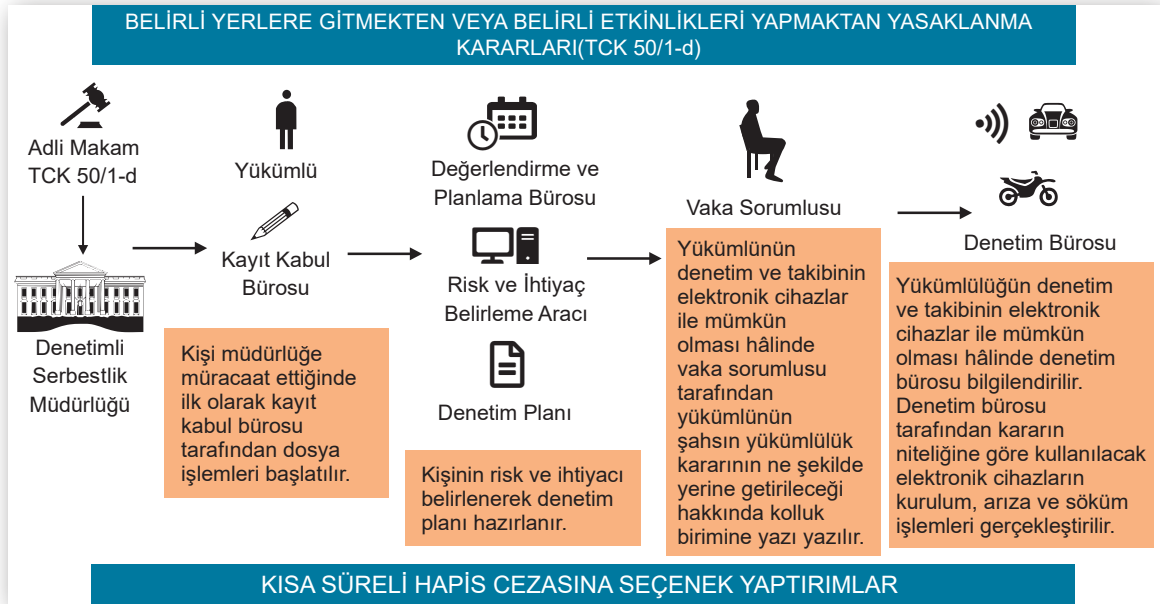 BELİRLİ YERLERE GİTMEKTEN VEYA BELİRLİ ETKİNLİKLERİ YAPMAKTAN YASAKLANMA
KARARLARI(TCK 50/1-d)
Adli Makam
TCK 50/1-d
Denetimli
Serbestlik
Müdürlüğü
Yükümlü
Kayıt Kabul
Bürosu
Kişi müdürlüğe
müracaat ettiğinde
ilk olarak kayıt
kabul bürosu
tarafından dosya
işlemleri başlatılır.
Değerlendirme ve
Planlama Bürosu
Risk ve İhtiyaç
Belirleme Aracı
Denetim Planı
Kişinin risk ve ihtiyacı
belirlenerek denetim
planı hazırlanır.
Vaka Sorumlusu
Yükümlünün
denetim ve takibinin
elektronik cihazlar
ile mümkün
olması hâlinde
vaka sorumlusu
tarafından
yükümlünün
şahsın yükümlülük
kararının ne şekilde
yerine getirileceği
hakkında kolluk
birimine yazı yazılır.
Denetim Bürosu
Yükümlülüğün denetim
ve takibinin elektronik
cihazlar ile mümkün
olması hâlinde denetim
bürosu bilgilendirilir.
Denetim bürosu
tarafından kararın
niteliğine göre kullanılacak
elektronik cihazların
kurulum, arıza ve söküm
işlemleri gerçekleştirilir.
KISA SÜRELİ HAPİS CEZASINA SEÇENEK YAPTIRIMLAR